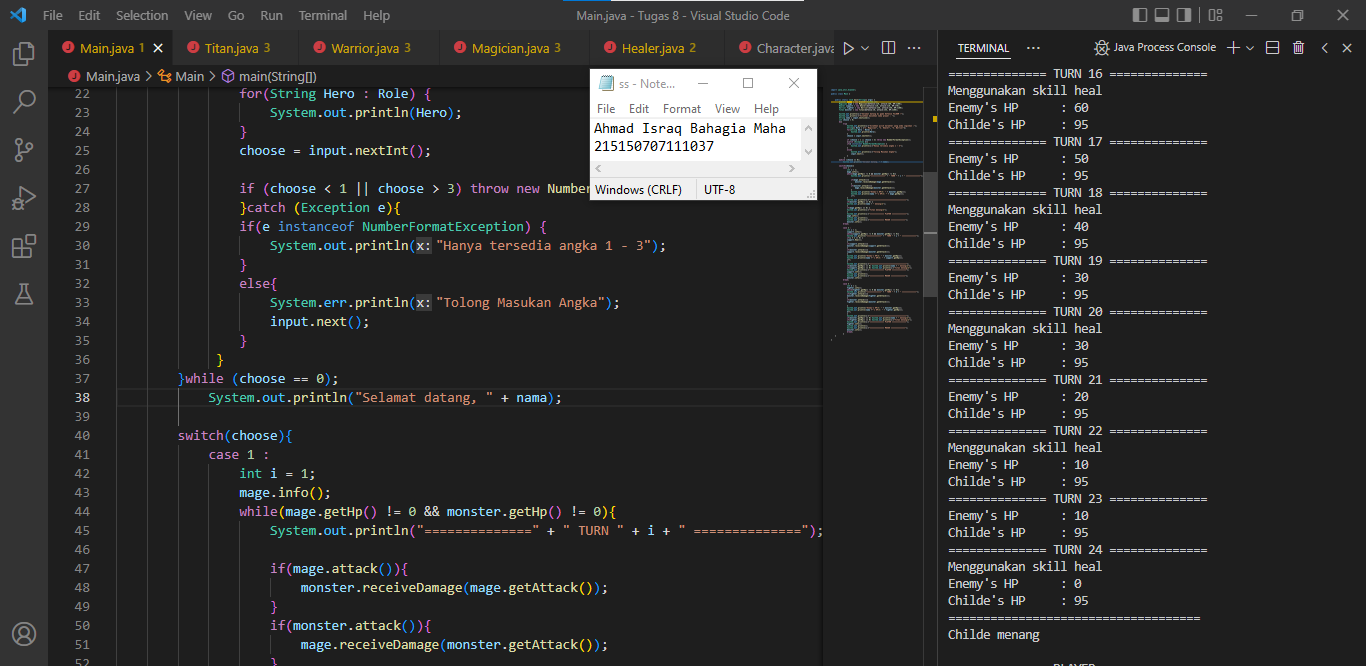 File Edit Selection View Go Run Terminal Help
Main.java - Tugas 8 - Visual Studio Code
Main.java 1
Titan.java 3
Warrior.java 3
Magician.java 3
Healer.java 2
Character.java
Main.java > Main > main(String[])
22 for(String Hero : Role) {
23 System.out.println(Hero);
24 }
25 choose = input.nextInt();
26
27 if (choose < 1 || choose > 3) throw new Number
28 }catch (Exception e){
29 if(e instanceof NumberFormatException) {
30 System.out.println(x: "Hanya tersedia angka 1 - 3");
31 }
32 else{
33 System.err.println(x: "Tolong Masukan Angka");
34 input.next();
35 }
36 }
37 }while (choose == 0);
38 System.out.println("Selamat datang, " + nama);
39
40 switch(choose){
41 case 1 :
42 int i = 1;
43 mage.info();
44 while(mage.getHp() != 0 && monster.getHp() != 0){
45 System.out.println("==============" + " TURN " + i + " ==============");
46
47 if(mage.attack()){
48 monster.receiveDamage(mage.getAttack());
49 }
50 if(monster.attack()){
51 mage.receiveDamage(monster.getAttack());
52 }
ss - Note...
File Edit Format View Help
Ahmad Israq Bahagia Maha
215150707111037
Windows (CRLF) UTF-8
TERMINAL
Java Process Console
============== TURN 16 ==============
Menggunakan skill heal
Enemy's HP : 60
Childe's HP : 95
============== TURN 17 ==============
Enemy's HP : 50
Childe's HP : 95
============== TURN 18 ==============
Menggunakan skill heal
Enemy's HP : 40
Childe's HP : 95
============== TURN 19 ==============
Enemy's HP : 30
Childe's HP : 95
============== TURN 20 ==============
Menggunakan skill heal
Enemy's HP : 30
Childe's HP : 95
============== TURN 21 ==============
Enemy's HP : 20
Childe's HP : 95
============== TURN 22 ==============
Menggunakan skill heal
Enemy's HP : 10
Childe's HP : 95
============== TURN 23 ==============
Enemy's HP : 10
Childe's HP : 95
============== TURN 24 ==============
Menggunakan skill heal
Enemy's HP : 0
Childe's HP : 95
====================================
Childe menang
PLAYER